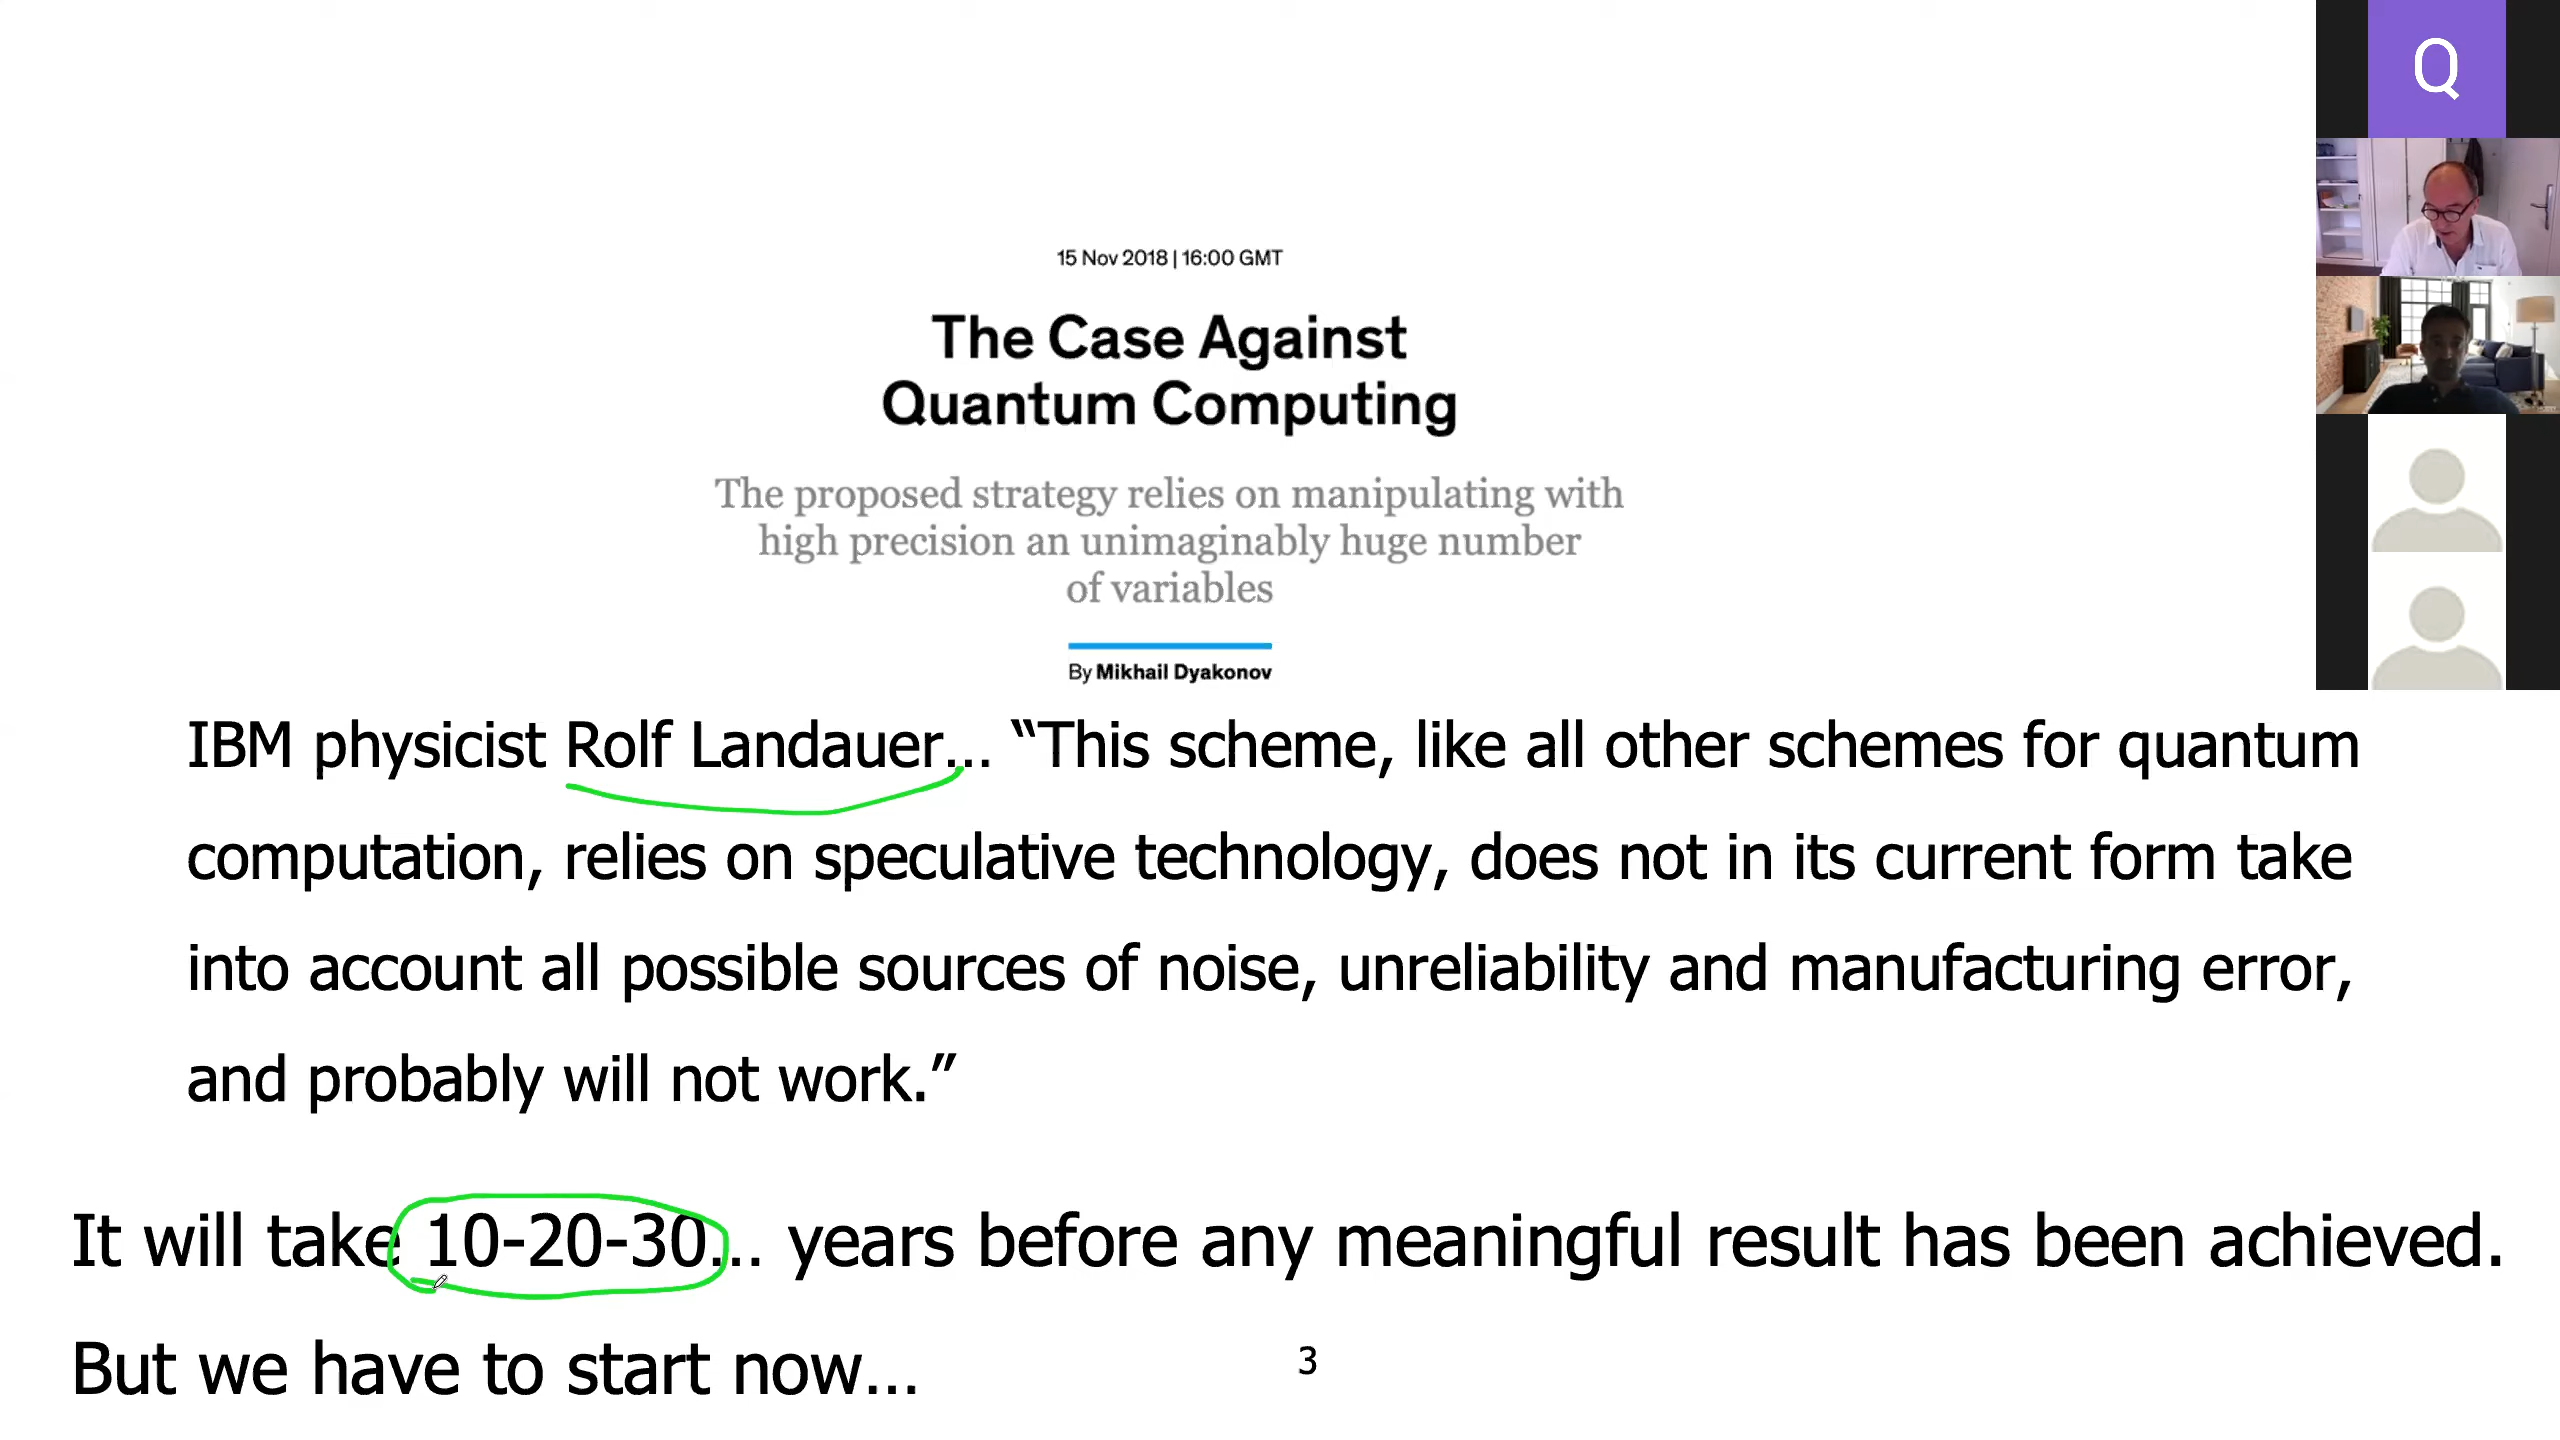 Q
15 Nov 2018 | 16:00 GMT
The Case Against
Quantum Computing
The proposed strategy relies on manipulating with
high precision an unimaginably huge number
of variables
By Mikhail Dyakonov
IBM physicist Rolf Landauer... “This scheme, like all other schemes for quantum
computation, relies on speculative technology, does not in its current form take
into account all possible sources of noise, unreliability and manufacturing error,
and probably will not work.”
It will take 10-20-30... years before any meaningful result has been achieved.
But we have to start now...
3